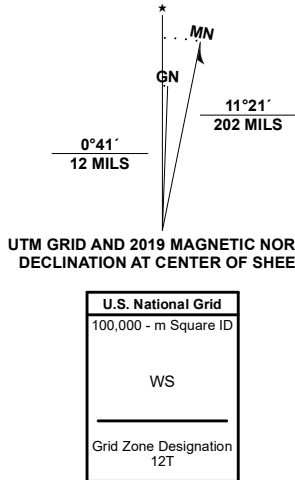 ★
MN
GN
0°41´
12 MILS
11°21´
202 MILS
UTM GRID AND 2019 MAGNETIC NOR
DECLINATION AT CENTER OF SHEE
U.S. National Grid
100,000 - m Square ID
WS
Grid Zone Designation
12T